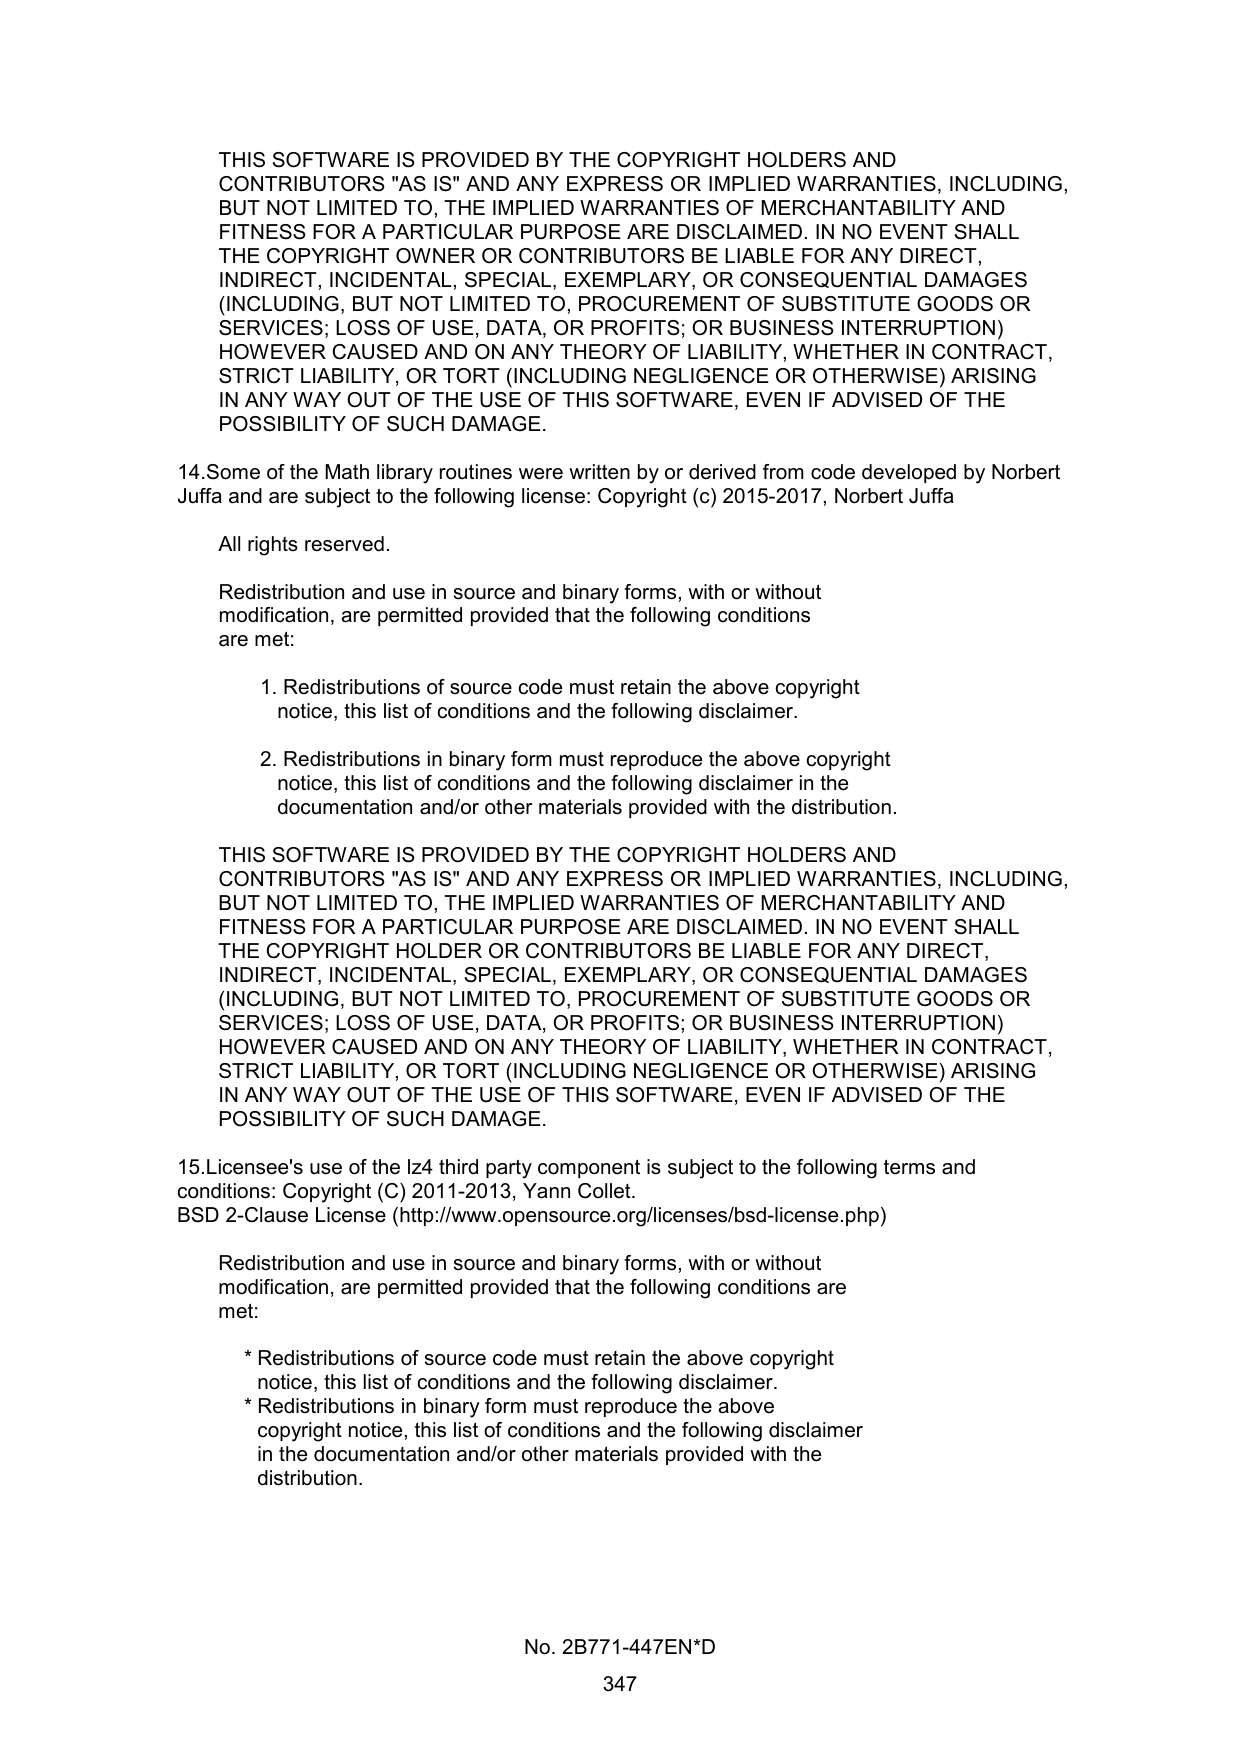 THIS SOFTWARE IS PROVIDED BY THE COPYRIGHT HOLDERS AND
CONTRIBUTORS "AS IS" AND ANY EXPRESS OR IMPLIED WARRANTIES, INCLUDING,
BUT NOT LIMITED TO, THE IMPLIED WARRANTIES OF MERCHANTABILITY AND
FITNESS FOR A PARTICULAR PURPOSE ARE DISCLAIMED. IN NO EVENT SHALL
THE COPYRIGHT OWNER OR CONTRIBUTORS BE LIABLE FOR ANY DIRECT,
INDIRECT, INCIDENTAL, SPECIAL, EXEMPLARY, OR CONSEQUENTIAL DAMAGES
(INCLUDING, BUT NOT LIMITED TO, PROCUREMENT OF SUBSTITUTE GOODS OR
SERVICES; LOSS OF USE, DATA, OR PROFITS; OR BUSINESS INTERRUPTION)
HOWEVER CAUSED AND ON ANY THEORY OF LIABILITY, WHETHER IN CONTRACT,
STRICT LIABILITY, OR TORT (INCLUDING NEGLIGENCE OR OTHERWISE) ARISING
IN ANY WAY OUT OF THE USE OF THIS SOFTWARE, EVEN IF ADVISED OF THE
POSSIBILITY OF SUCH DAMAGE.
14.Some of the Math library routines were written by or derived from code developed by Norbert
Juffa and are subject to the following license: Copyright (c) 2015-2017, Norbert Juffa
All rights reserved.
Redistribution and use in source and binary forms, with or without
modification, are permitted provided that the following conditions
are met:
1. Redistributions of source code must retain the above copyright
notice, this list of conditions and the following disclaimer.
2. Redistributions in binary form must reproduce the above copyright
notice, this list of conditions and the following disclaimer in the
documentation and/or other materials provided with the distribution.
THIS SOFTWARE IS PROVIDED BY THE COPYRIGHT HOLDERS AND
CONTRIBUTORS "AS IS" AND ANY EXPRESS OR IMPLIED WARRANTIES, INCLUDING,
BUT NOT LIMITED TO, THE IMPLIED WARRANTIES OF MERCHANTABILITY AND
FITNESS FOR A PARTICULAR PURPOSE ARE DISCLAIMED. IN NO EVENT SHALL
THE COPYRIGHT HOLDER OR CONTRIBUTORS BE LIABLE FOR ANY DIRECT,
INDIRECT, INCIDENTAL, SPECIAL, EXEMPLARY, OR CONSEQUENTIAL DAMAGES
(INCLUDING, BUT NOT LIMITED TO, PROCUREMENT OF SUBSTITUTE GOODS OR
SERVICES; LOSS OF USE, DATA, OR PROFITS; OR BUSINESS INTERRUPTION)
HOWEVER CAUSED AND ON ANY THEORY OF LIABILITY, WHETHER IN CONTRACT,
STRICT LIABILITY, OR TORT (INCLUDING NEGLIGENCE OR OTHERWISE) ARISING
IN ANY WAY OUT OF THE USE OF THIS SOFTWARE, EVEN IF ADVISED OF THE
POSSIBILITY OF SUCH DAMAGE.
15.Licensee's use of the lz4 third party component is subject to the following terms and
conditions: Copyright (C) 2011-2013, Yann Collet.
BSD 2-Clause License (http://www.opensource.org/licenses/bsd-license.php)
Redistribution and use in source and binary forms, with or without
modification, are permitted provided that the following conditions are
met:
* Redistributions of source code must retain the above copyright
notice, this list of conditions and the following disclaimer.
* Redistributions in binary form must reproduce the above
copyright notice, this list of conditions and the following disclaimer
in the documentation and/or other materials provided with the
distribution.
No. 2B771-447EN*D
347